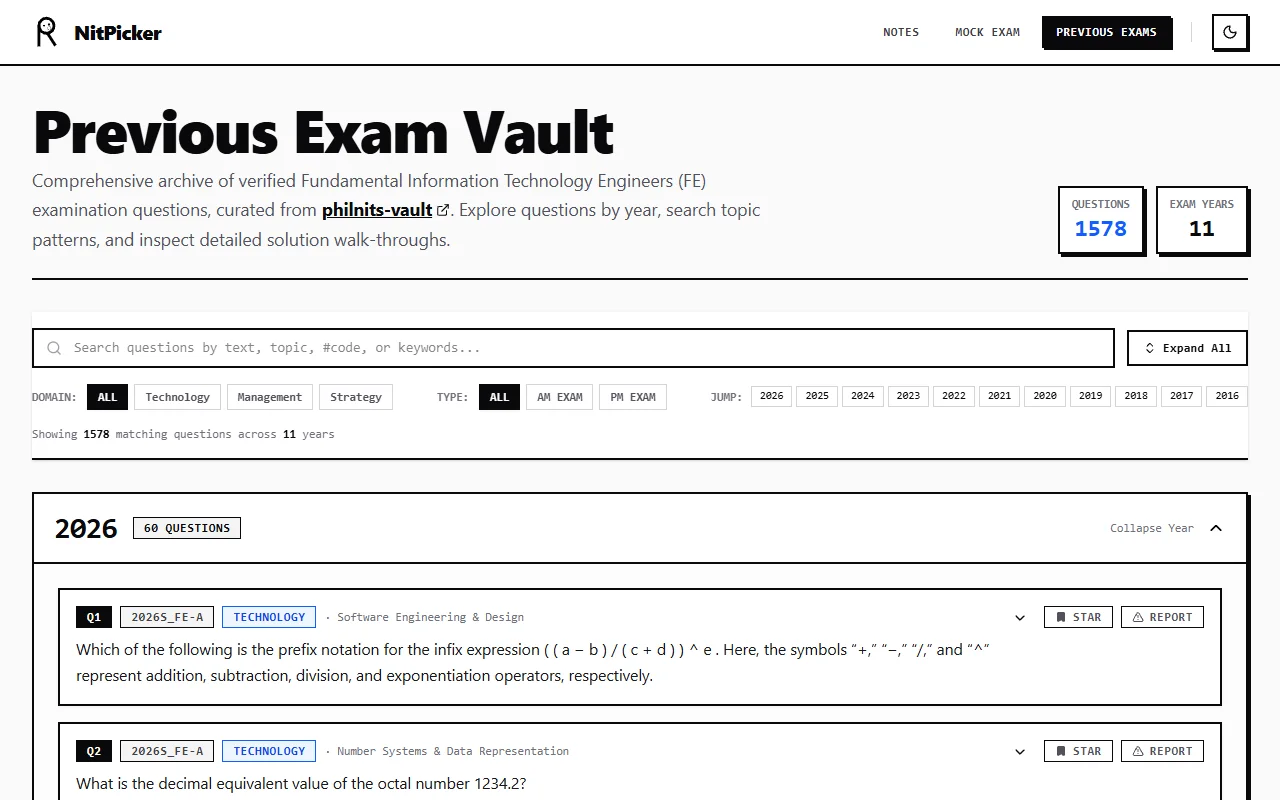 NitPicker
NOTES
MOCK EXAM
PREVIOUS EXAMS
Previous Exam Vault
Comprehensive archive of verified Fundamental Information Technology Engineers (FE)
examination questions, curated from philnits-vault. Explore questions by year, search topic
patterns, and inspect detailed solution walk-throughs.
QUESTIONS
1578
EXAM YEARS
11
Search questions by text, topic, #code, or keywords...
Expand All
DOMAIN: ALL Technology Management Strategy TYPE: ALL AM EXAM PM EXAM JUMP: 2026 2025 2024 2023 2022 2021 2020 2019 2018 2017 2016
Showing 1578 matching questions across 11 years
2026 60 QUESTIONS Collapse Year
Q1 2026S_FE-A TECHNOLOGY · Software Engineering & Design STAR REPORT
Which of the following is the prefix notation for the infix expression ( ( a − b ) / ( c + d ) ) ^ e . Here, the symbols “+,” “−,” “/,” and “^”
represent addition, subtraction, division, and exponentiation operators, respectively.
Q2 2026S_FE-A TECHNOLOGY · Number Systems & Data Representation STAR REPORT
What is the decimal equivalent value of the octal number 1234.2?